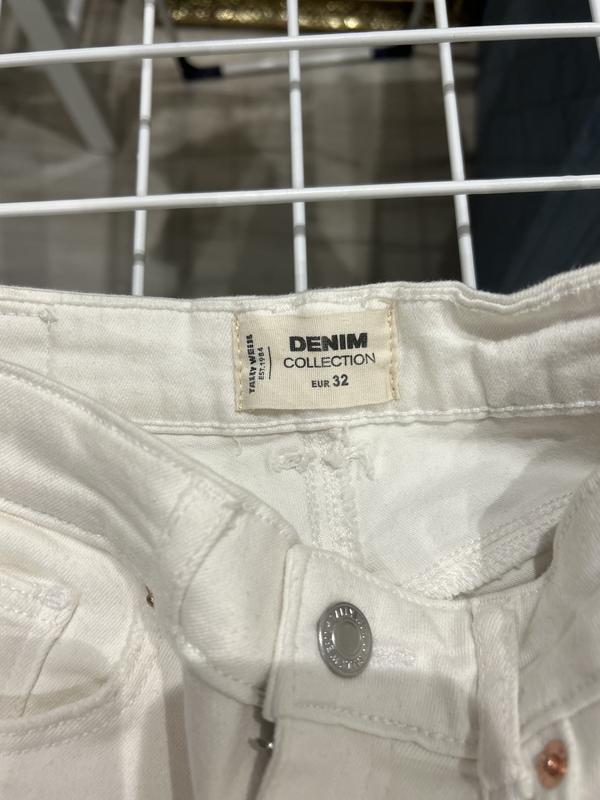 TALLY WEiJL
EST.1984
DENIM
COLLECTION
EUR 32